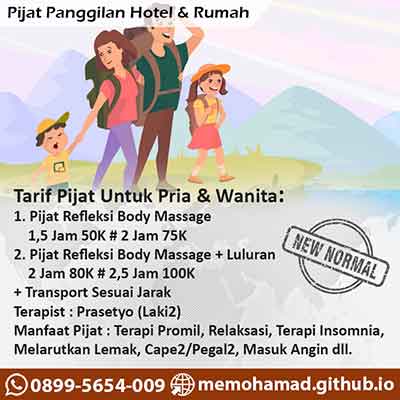 Pijat Panggilan Hotel & Rumah
Tarif Pijat Untuk Pria & Wanita:
1. Pijat Refleksi Body Massage
1,5 Jam 50K # 2 Jam 75K
2. Pijat Refleksi Body Massage + Luluran
2 Jam 80K # 2,5 Jam 100K
+ Transport Sesuai Jarak
Terapist : Prasetyo (Laki2)
Manfaat Pijat : Terapi Promil, Relaksasi, Terapi Insomnia,
Melarutkan Lemak, Cape2/Pegal2, Masuk Angin dll.
NEW NORMAL
0899-5654-009 memohamad.github.io